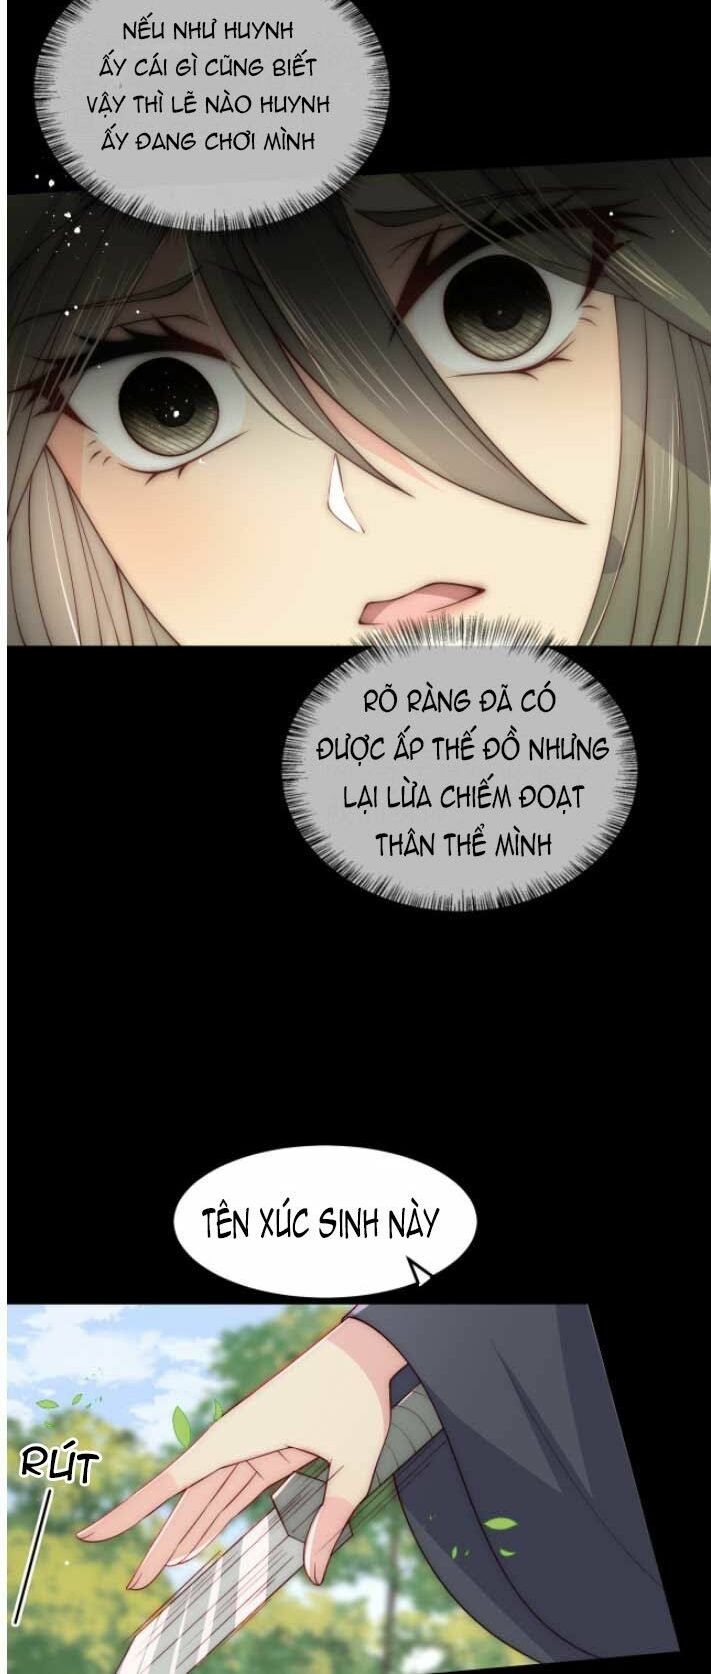 NẾU NHƯ HUYNH
ẤY CÁI GÌ CŨNG BIẾT
VẬY THÌ LẼ NÀO HUYNH
ẤY ĐANG CHƠI MÌNH
RÕ RÀNG ĐÃ CÓ
ĐƯỢC ẤP THẾ ĐỒ NHƯNG
LẠI LỪA CHIẾM ĐOẠT
THÂN THỂ MÌNH
TÊN XÚC SINH NÀY
RÚT